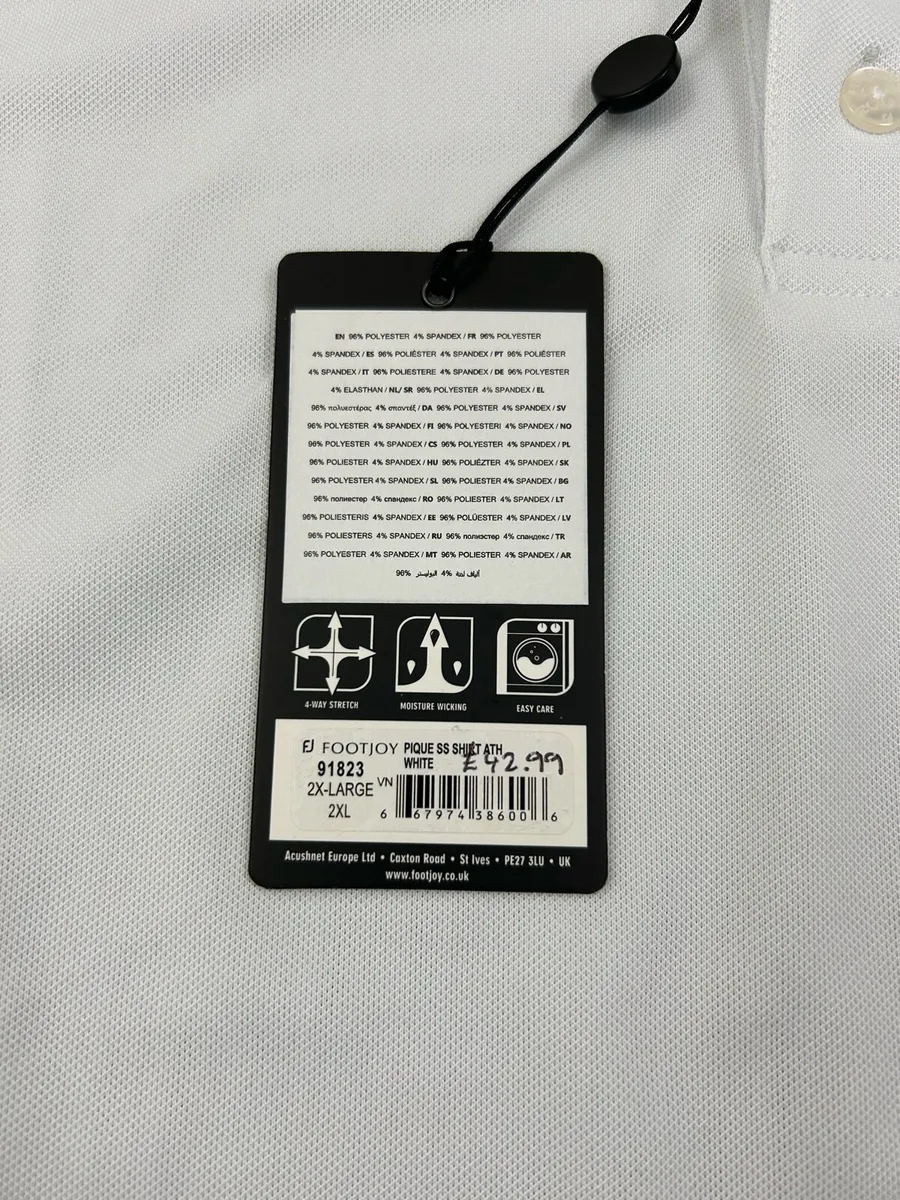 EN 96% POLYESTER 4% SPANDEX / FR 96% POLYESTER
4% SPANDEX / ES 96% POLIÉSTER 4% SPANDEX / PT 96% POLIÉSTER
4% SPANDEX / IT 96% POLIESTERE 4% SPANDEX / DE 96% POLYESTER
4% ELASTHAN / NL/ SR 96% POLYESTER 4% SPANDEX / EL
96% πολυεστέρας 4% σπαντέξ / DA 96% POLYESTER 4% SPANDEX / SV
96% POLYESTER 4% SPANDEX / FI 96% POLYESTERI 4% SPANDEX / NO
96% POLYESTER 4% SPANDEX / CS 96% POLYESTER 4% SPANDEX / PL
96% POLIESTER 4% SPANDEX / HU 96% POLIÉZTER 4% SPANDEX / SK
96% POLYESTER 4% SPANDEX / SL 96% POLIESTER 4% SPANDEX / BG
96% полиестер 4% спандекс / RO 96% POLIESTER 4% SPANDEX / LT
96% POLIESTERIS 4% SPANDEX / EE 96% POLÜESTER 4% SPANDEX / LV
96% POLIESTERS 4% SPANDEX / RU 96% полиэстер 4% спандекс / TR
96% POLYESTER 4% SPANDEX / MT 96% POLIESTER 4% SPANDEX / AR
96% البوليستر 4% ألياف لدنة
4-WAY STRETCH MOISTURE WICKING EASY CARE
FJ FOOTJOY PIQUE SS SHIRT ATH
91823 WHITE £42.99
2X-LARGE VN
2XL 6 67974 38600 6
Acushnet Europe Ltd • Caxton Road • St Ives • PE27 3LU • UK
www.footjoy.co.uk